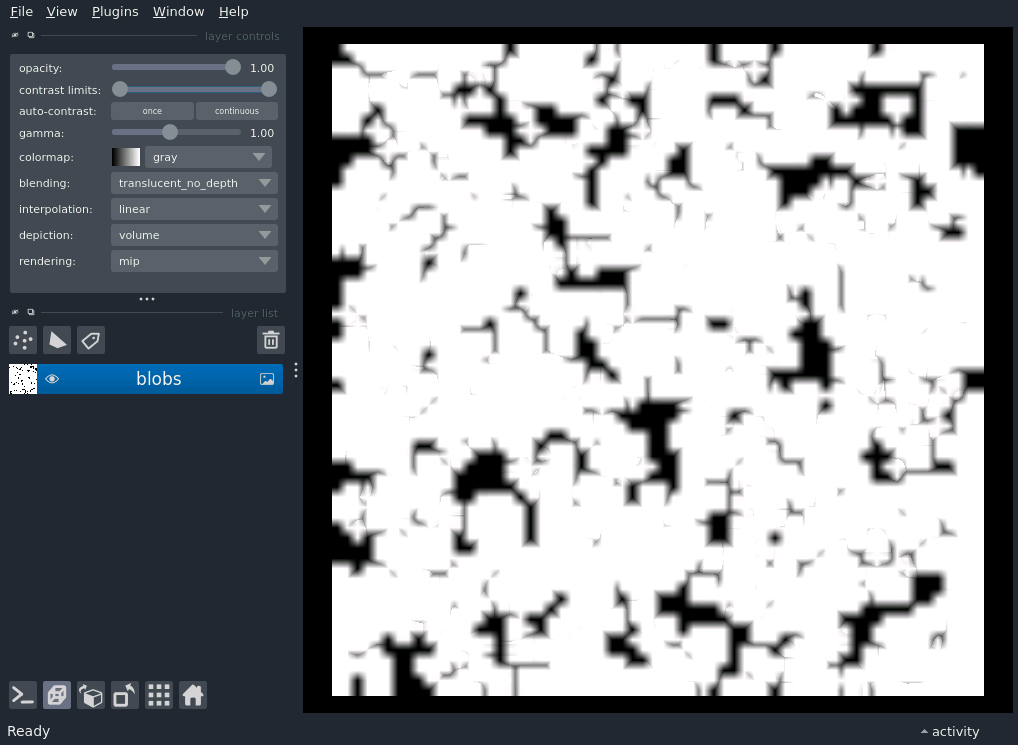 File View Plugins Window Help
layer controls
opacity: 1.00
contrast limits:
auto-contrast: once continuous
gamma: 1.00
colormap: gray
blending: translucent_no_depth
interpolation: linear
depiction: volume
rendering: mip
layer list
blobs
Ready
activity